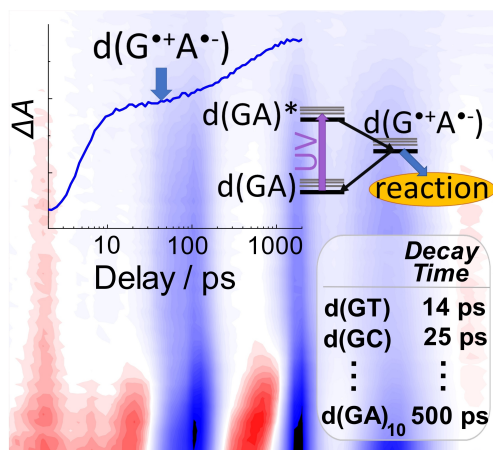 d(G•+A•-)
ΔA
10
100
1000
Delay / ps
d(GA)*
d(G•+A•-)
UV
d(GA)
reaction
Decay
Time
d(GT) 14 ps
d(GC) 25 ps
⋮ ⋮
d(GA)10 500 ps